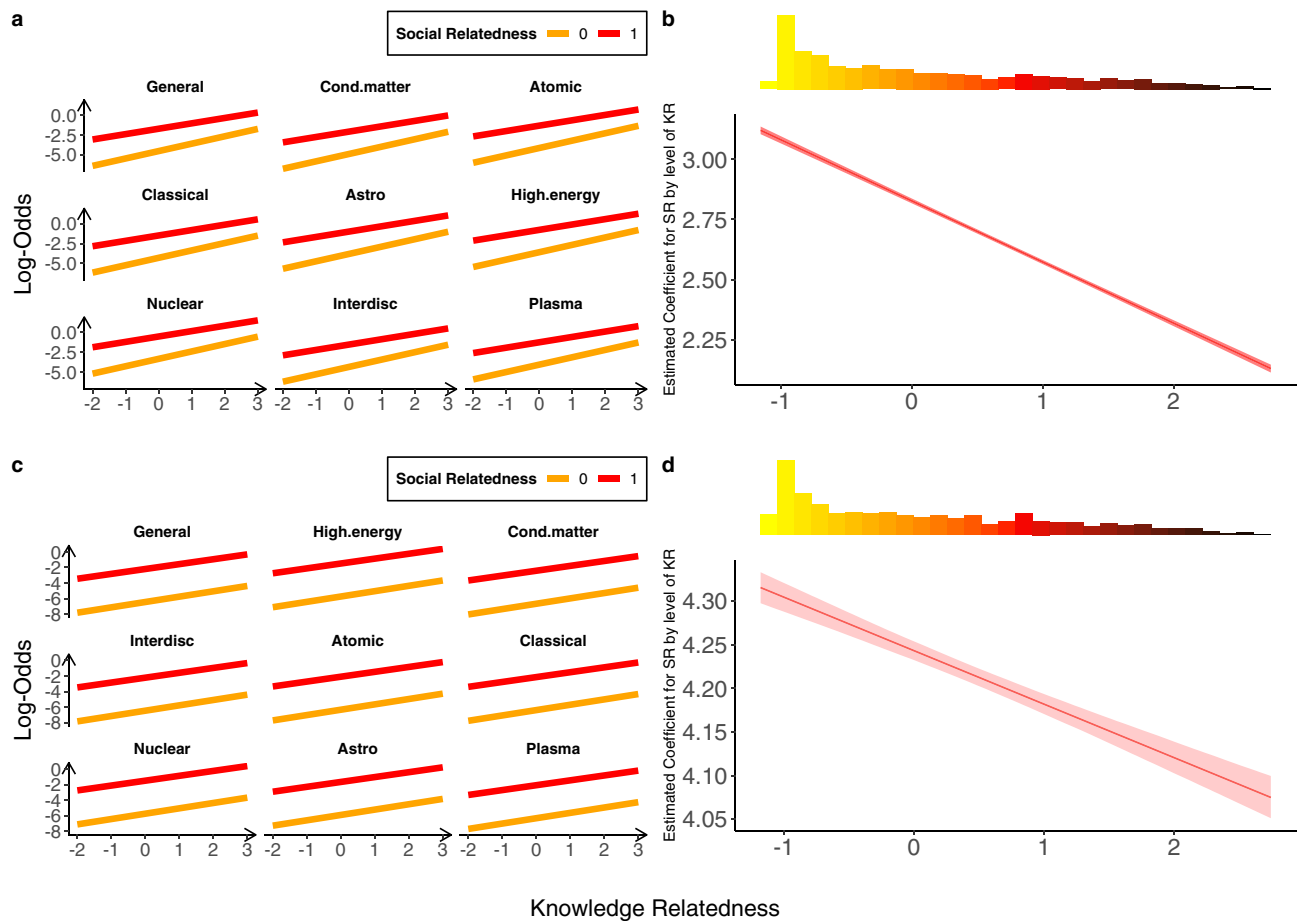 a
Social Relatedness 0 1
General Cond.matter Atomic
0.0
-2.5
-5.0
Classical Astro High.energy
0.0
-2.5
-5.0
Nuclear Interdisc Plasma
0.0
-2.5
-5.0
-2 -1 0 1 2 3 -2 -1 0 1 2 3 -2 -1 0 1 2 3
Log-Odds
b
Estimated Coefficient for SR by level of KR
3.00
2.75
2.50
2.25
-1 0 1 2
c
Social Relatedness 0 1
General High.energy Cond.matter
0
-2
-4
-6
-8
Interdisc Atomic Classical
0
-2
-4
-6
-8
Nuclear Astro Plasma
0
-2
-4
-6
-8
-2 -1 0 1 2 3 -2 -1 0 1 2 3 -2 -1 0 1 2 3
Log-Odds
d
Estimated Coefficient for SR by level of KR
4.30
4.25
4.20
4.15
4.10
4.05
-1 0 1 2
Knowledge Relatedness